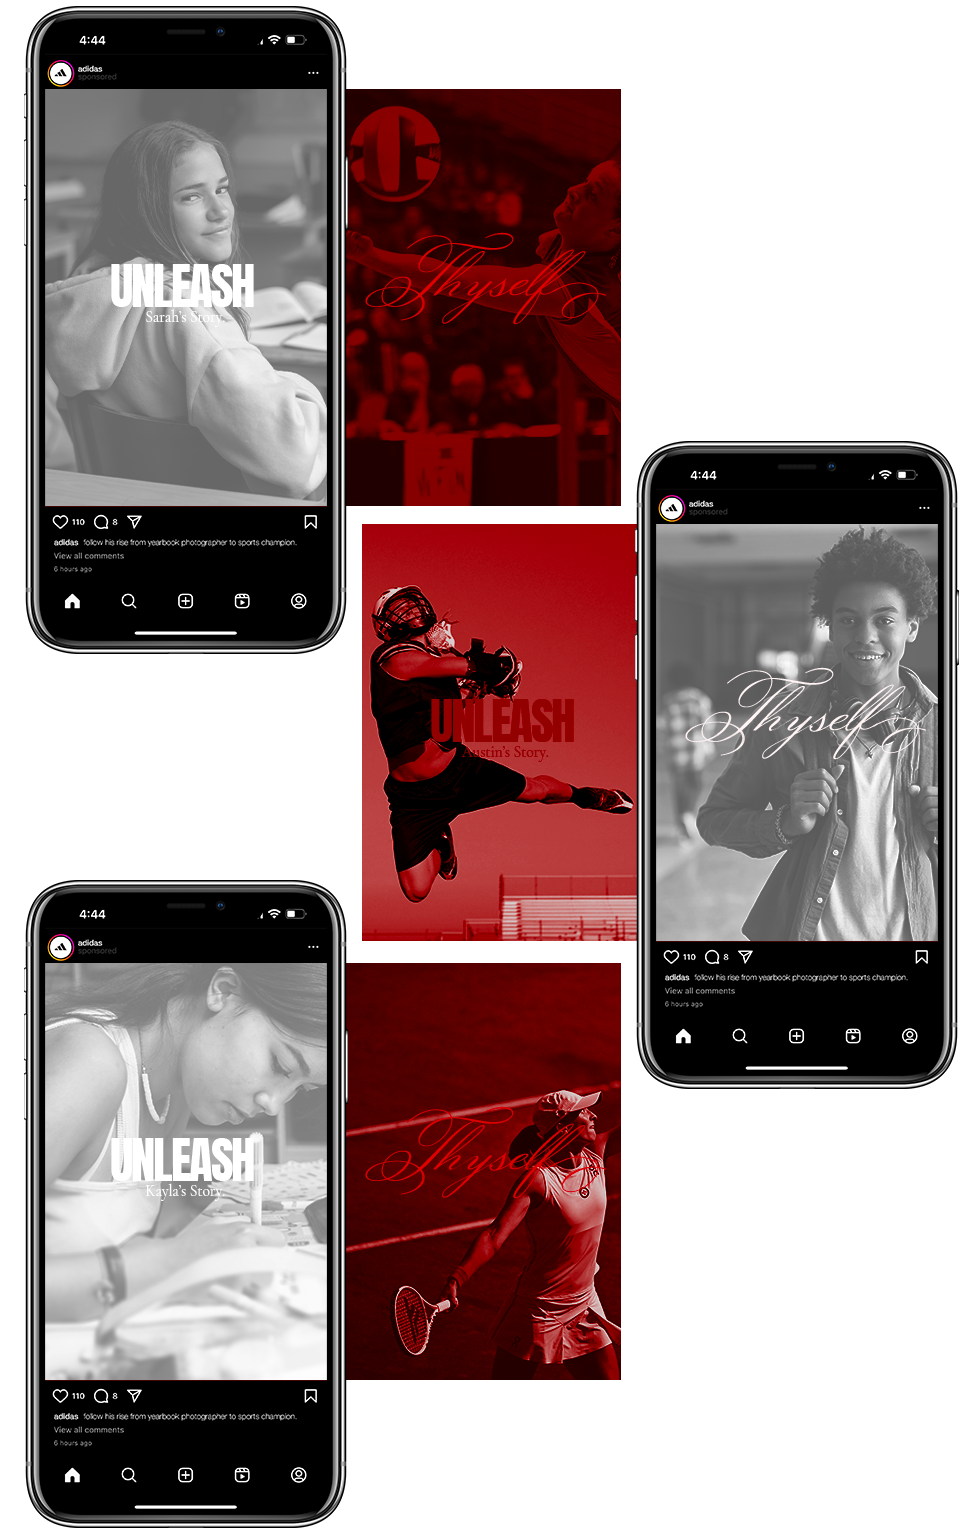 4:44
adidas
sponsored
UNLEASH
Sarah's Story.
Thyself
110 8
adidas follow his rise from yearbook photographer to sports champion.
View all comments
6 hours ago
4:44
adidas
sponsored
UNLEASH
Austin's Story.
Thyself
110 8
adidas follow his rise from yearbook photographer to sports champion.
View all comments
6 hours ago
4:44
adidas
sponsored
UNLEASH
Kayla's Story.
Thyself
110 8
adidas follow his rise from yearbook photographer to sports champion.
View all comments
6 hours ago